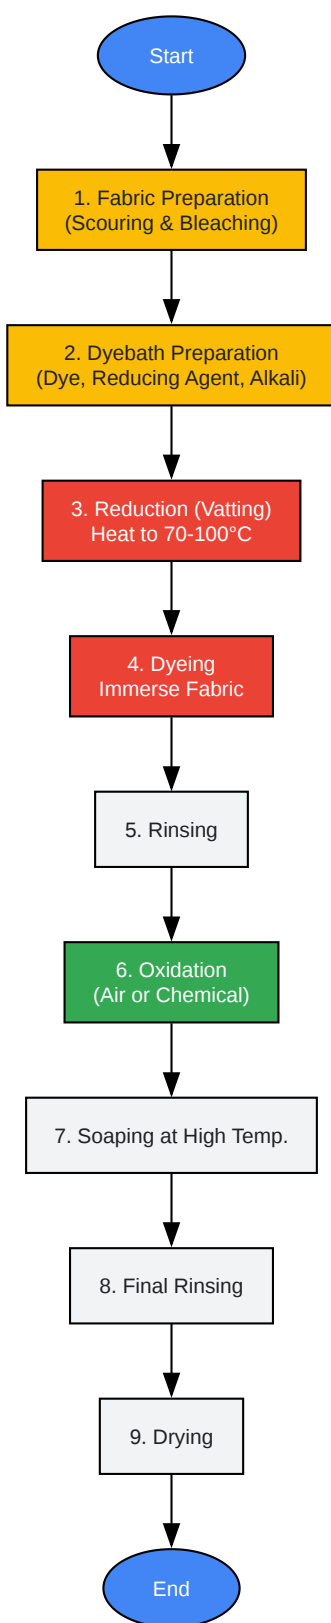 Start
1. Fabric Preparation
(Scouring & Bleaching)
2. Dyebath Preparation
(Dye, Reducing Agent, Alkali)
3. Reduction (Vatting)
Heat to 70-100°C
4. Dyeing
Immerse Fabric
5. Rinsing
6. Oxidation
(Air or Chemical)
7. Soaping at High Temp.
8. Final Rinsing
9. Drying
End